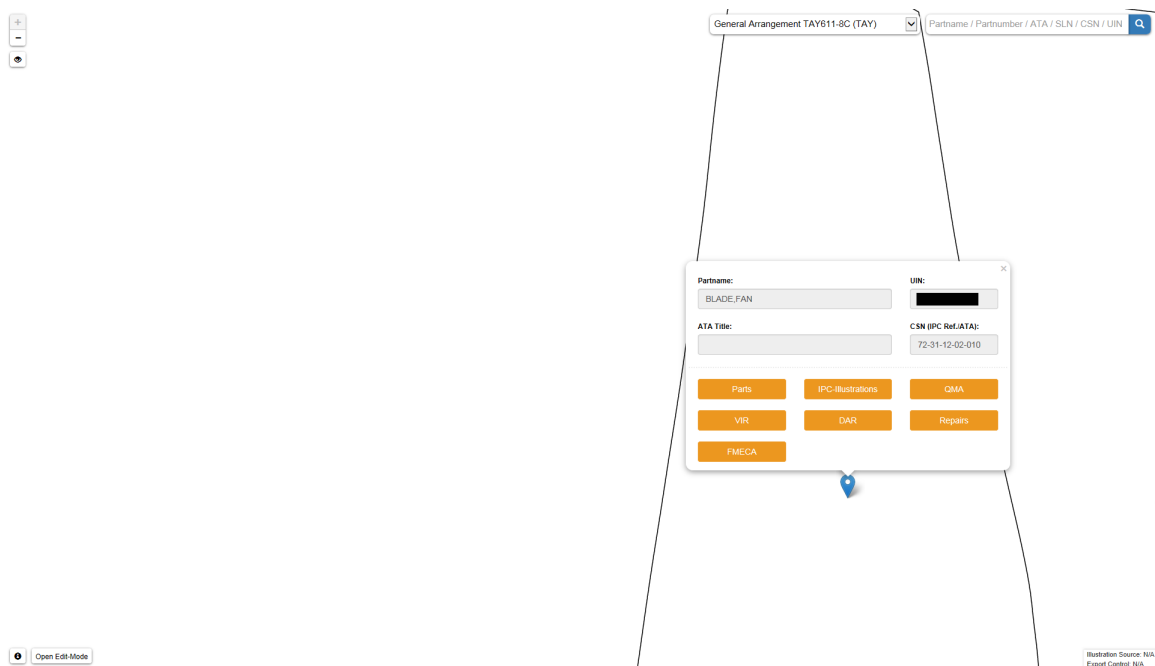 +
General Arrangement TAY611-8C (TAY)
Partname / Partnumber / ATA / SLN / CSN / UIN
−
×
Partname:
UIN:
BLADE,FAN
ATA Title:
CSN (IPC Ref./ATA):
72-31-12-02-010
Parts
IPC-Illustrations
QMA
VIR
DAR
Repairs
FMECA
Open Edit-Mode
Illustration Source: N/A
Export Control: N/A